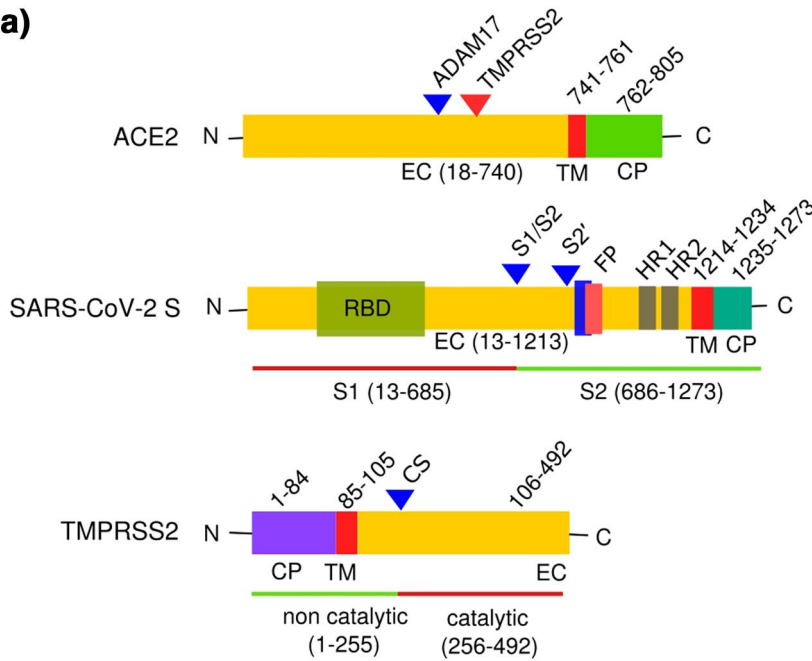 a)
ADAM17
TMPRSS2
741-761
762-805
ACE2
N
C
EC (18-740)
TM
CP
S1/S2
S2'
FP
HR1
HR2
1214-1234
1235-1273
SARS-CoV-2 S
N
RBD
C
EC (13-1213)
TM CP
S1 (13-685)
S2 (686-1273)
1-84
85-105
CS
106-492
TMPRSS2
N
C
CP
TM
EC
non catalytic
(1-255)
catalytic
(256-492)